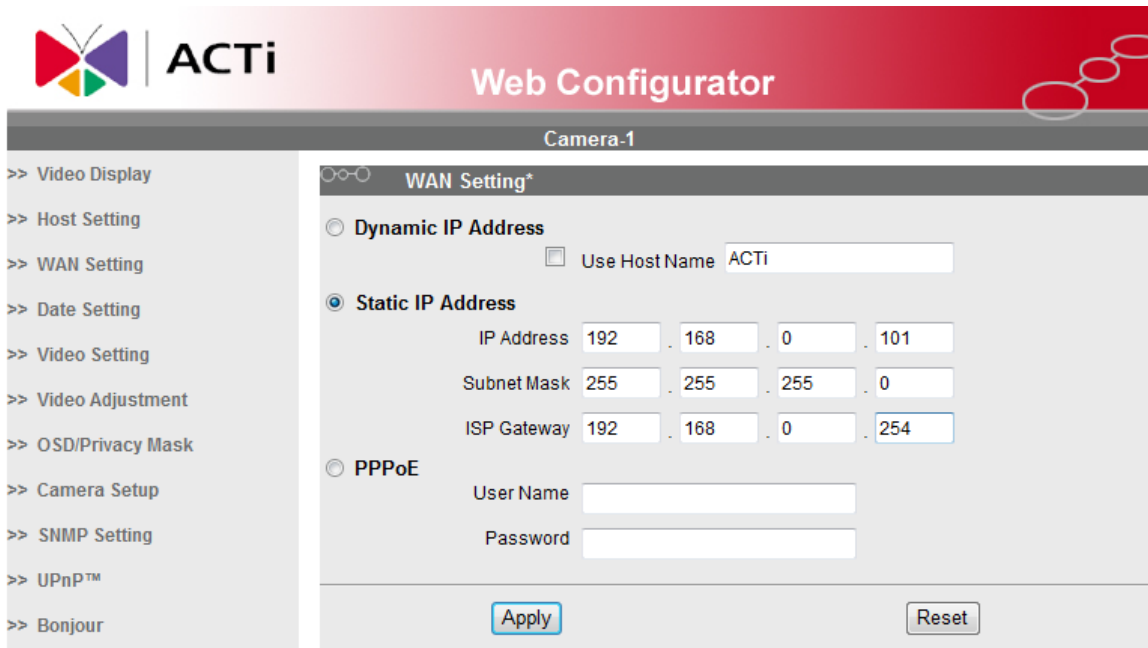 ACTi
Web Configurator
Camera-1
>> Video Display
>> Host Setting
>> WAN Setting
>> Date Setting
>> Video Setting
>> Video Adjustment
>> OSD/Privacy Mask
>> Camera Setup
>> SNMP Setting
>> UPnP™
>> Bonjour
WAN Setting*
Dynamic IP Address
Use Host Name ACTi
Static IP Address
IP Address 192 . 168 . 0 . 101
Subnet Mask 255 . 255 . 255 . 0
ISP Gateway 192 . 168 . 0 . 254
PPPoE
User Name
Password
Apply Reset